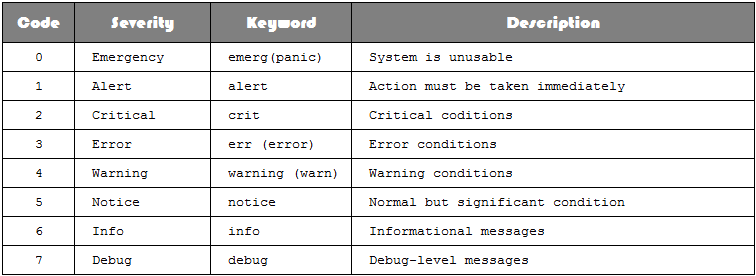 Code Severity Keyword Description
0 Emergency emerg(panic) System is unusable
1 Alert alert Action must be taken immediately
2 Critical crit Critical coditions
3 Error err (error) Error conditions
4 Warning warning (warn) Warning conditions
5 Notice notice Normal but significant condition
6 Info info Informational messages
7 Debug debug Debug-level messages